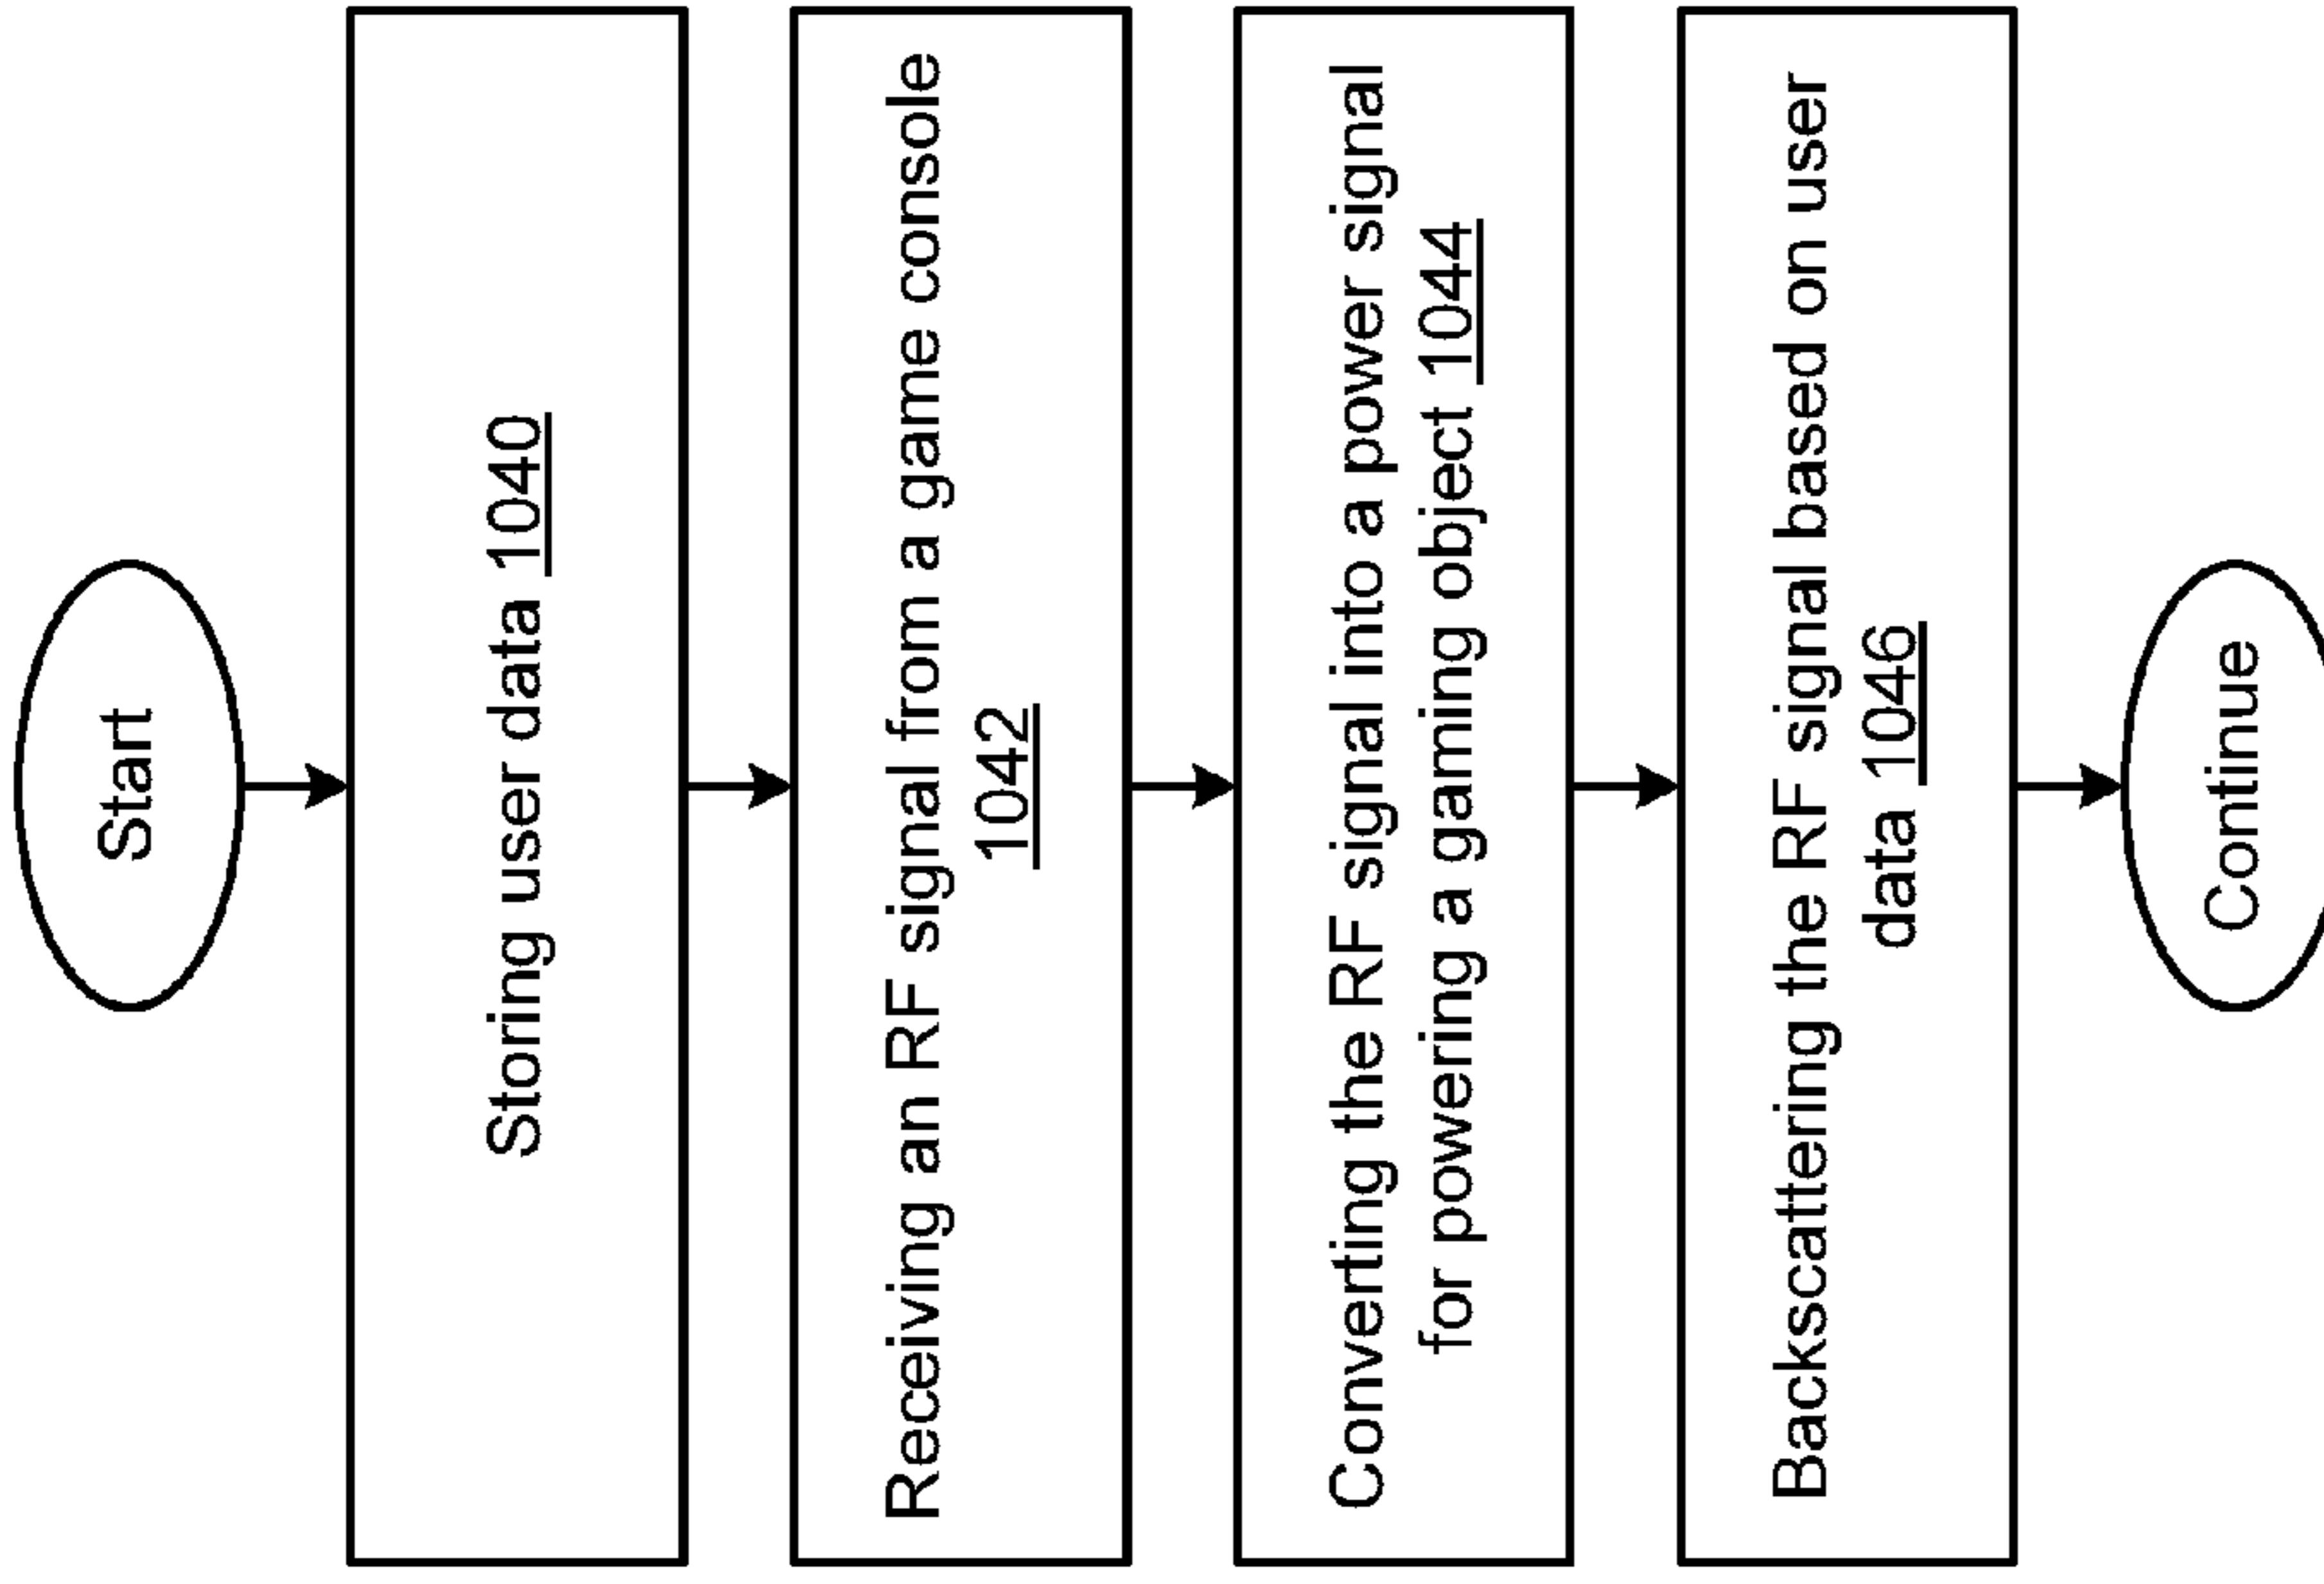 Start
Storing user data 1040
Receiving an RF signal from a game console
1042
Converting the RF signal into a power signal
for powering a gaming object 1044
Backscattering the RF signal based on user
data 1046
Continue